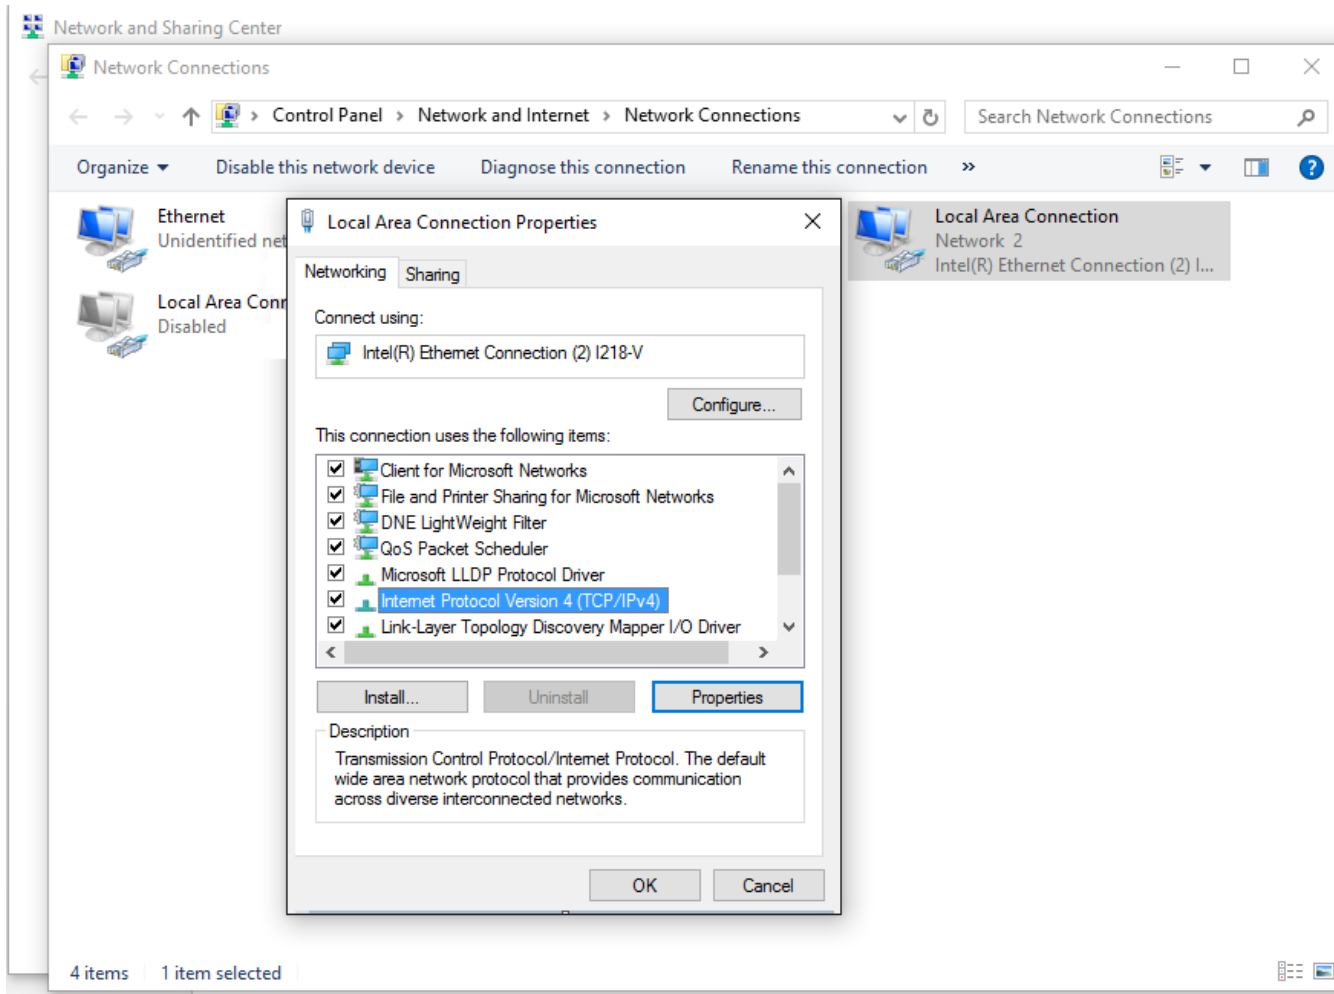 Network and Sharing Center
Network Connections
Control Panel > Network and Internet > Network Connections
Search Network Connections
Organize Disable this network device Diagnose this connection Rename this connection »
Ethernet
Unidentified net
Local Area Conn
Disabled
Local Area Connection
Network 2
Intel(R) Ethernet Connection (2) I...
Local Area Connection Properties
Networking Sharing
Connect using:
Intel(R) Ethernet Connection (2) I218-V
Configure...
This connection uses the following items:
Client for Microsoft Networks
File and Printer Sharing for Microsoft Networks
DNE LightWeight Filter
QoS Packet Scheduler
Microsoft LLDP Protocol Driver
Internet Protocol Version 4 (TCP/IPv4)
Link-Layer Topology Discovery Mapper I/O Driver
Install... Uninstall Properties
Description
Transmission Control Protocol/Internet Protocol. The default
wide area network protocol that provides communication
across diverse interconnected networks.
OK Cancel
4 items 1 item selected